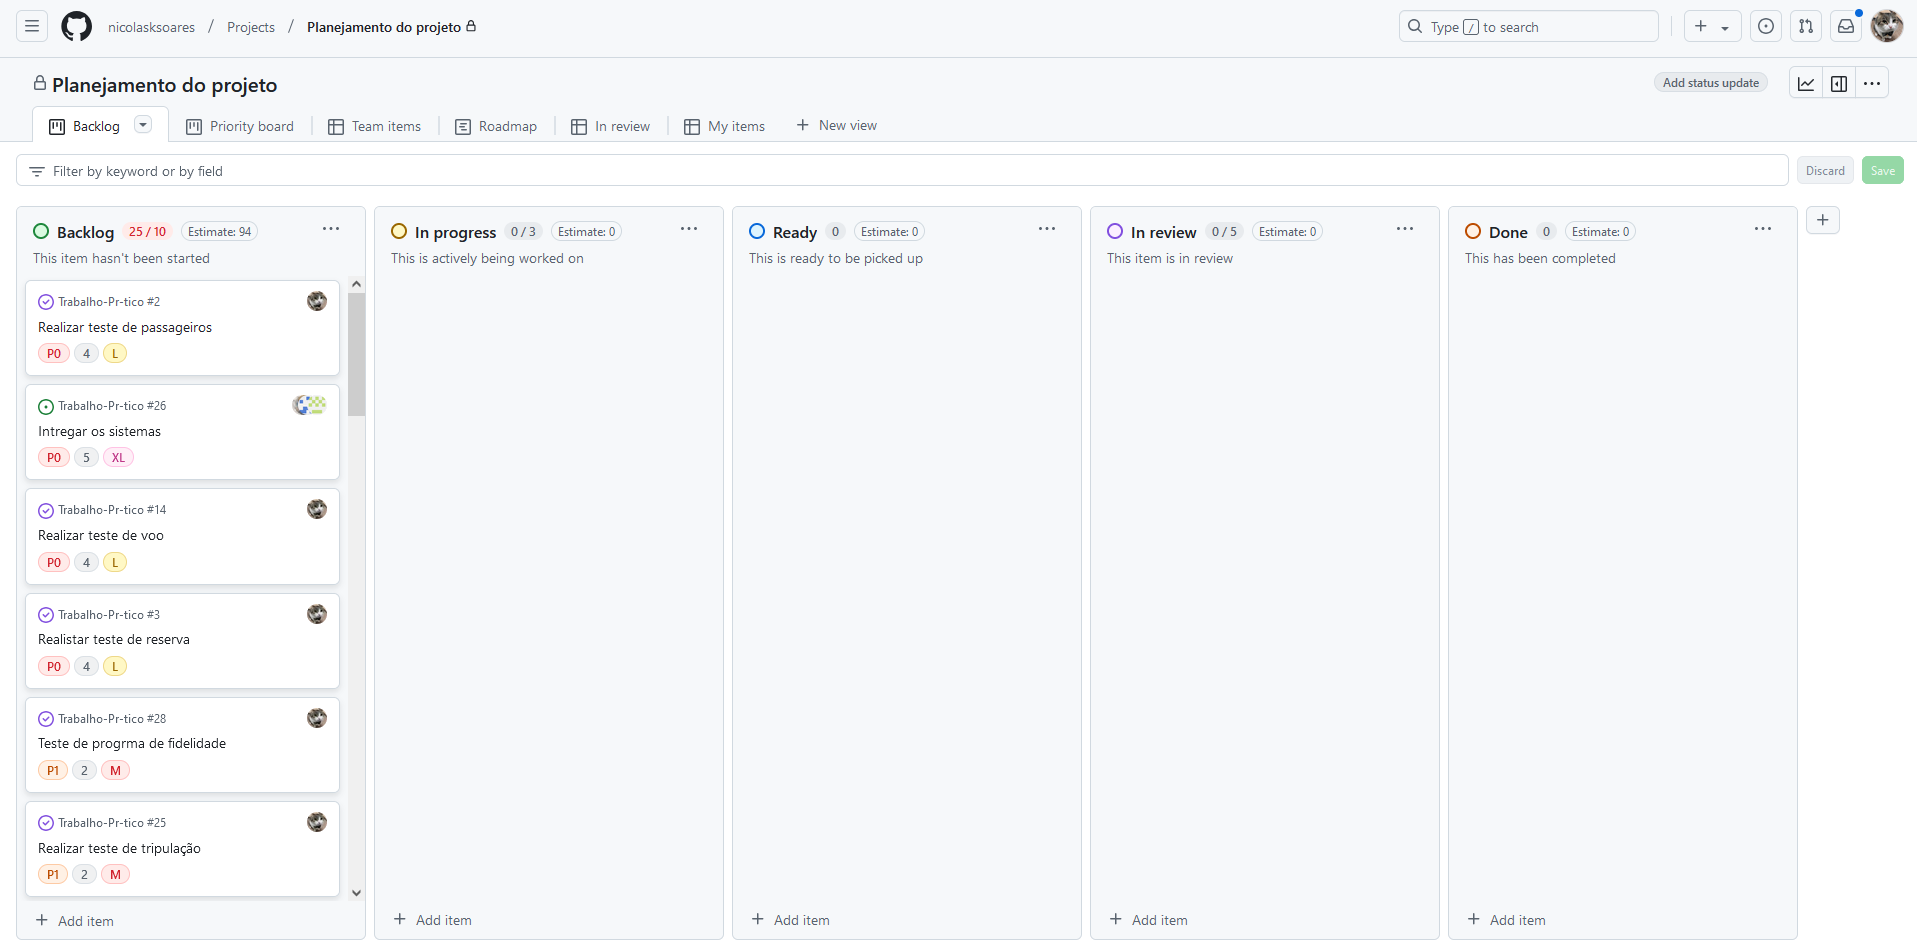 nicolasksoares / Projects / Planejamento do projeto
Type / to search
Planejamento do projeto
Add status update
Backlog
Priority board
Team items
Roadmap
In review
My items
New view
Filter by keyword or by field
Discard
Save
Backlog 25 / 10 Estimate: 94
This item hasn't been started
Trabalho-Pr-tico #2
Realizar teste de passageiros
P0 4 L
Trabalho-Pr-tico #26
Intregar os sistemas
P0 5 XL
Trabalho-Pr-tico #14
Realizar teste de voo
P0 4 L
Trabalho-Pr-tico #3
Realistar teste de reserva
P0 4 L
Trabalho-Pr-tico #28
Teste de progrma de fidelidade
P1 2 M
Trabalho-Pr-tico #25
Realizar teste de tripulação
P1 2 M
Add item
In progress 0 / 3 Estimate: 0
This is actively being worked on
Add item
Ready 0 Estimate: 0
This is ready to be picked up
Add item
In review 0 / 5 Estimate: 0
This item is in review
Add item
Done 0 Estimate: 0
This has been completed
Add item